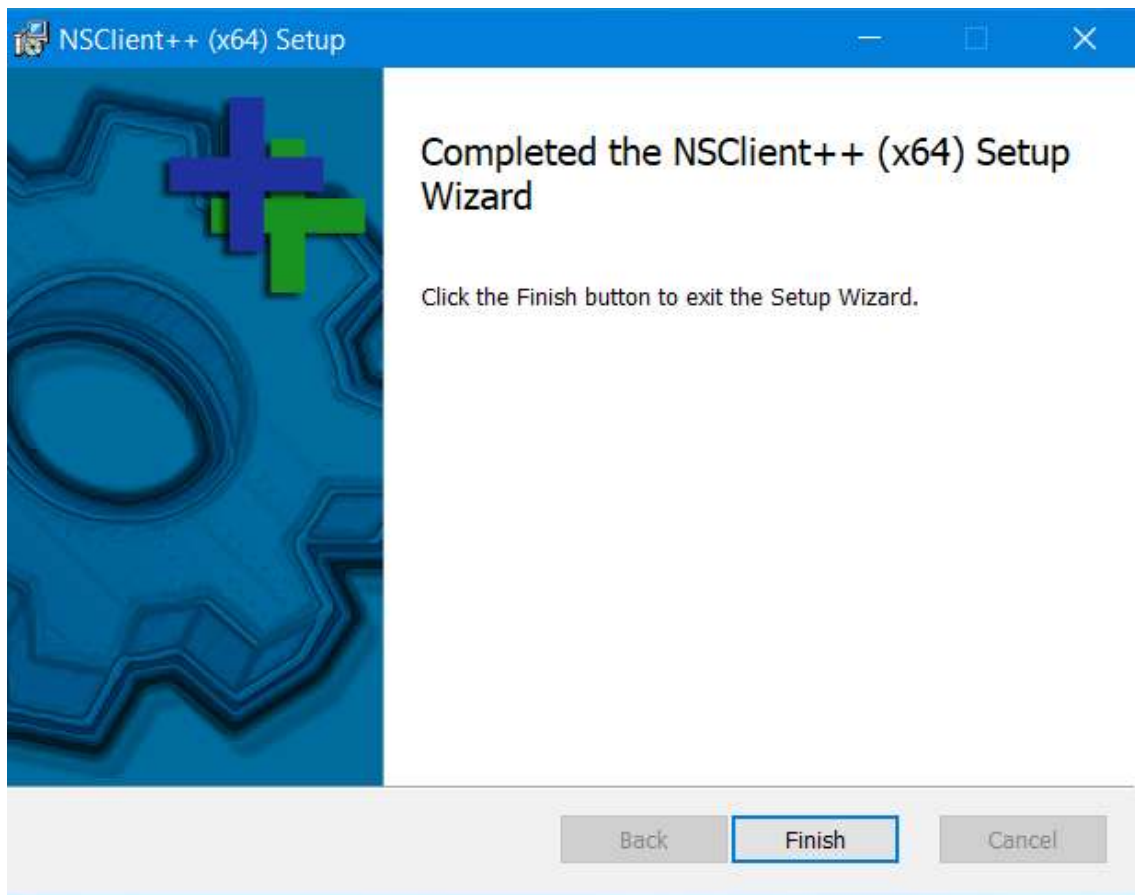 NSClient++ (x64) Setup
Completed the NSClient++ (x64) Setup
Wizard
Click the Finish button to exit the Setup Wizard.
Back
Finish
Cancel